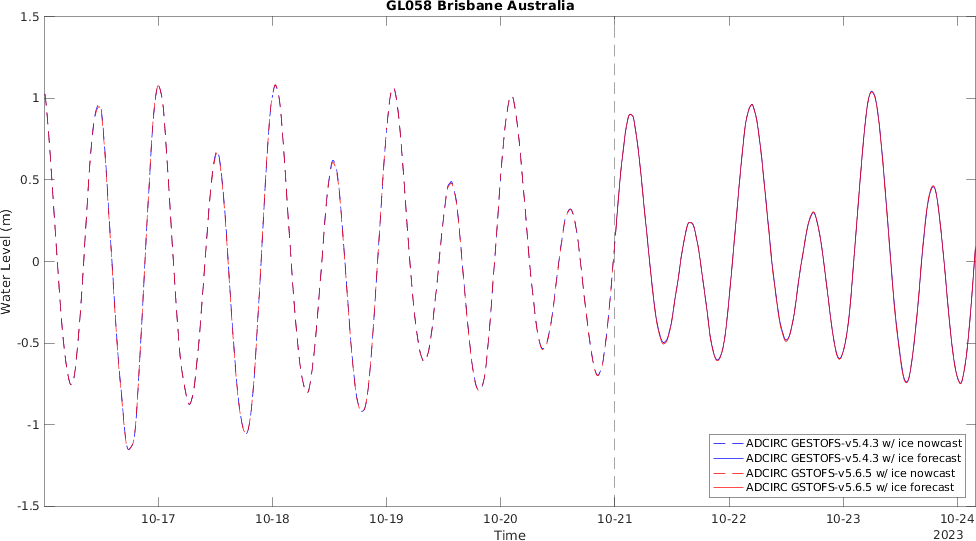 GL058 Brisbane Australia
1.5
1
0.5
0
-0.5
-1
-1.5
Water Level (m)
10-17
10-18
10-19
10-20
10-21
10-22
10-23
10-24
Time
2023
ADCIRC GESTOFS-v5.4.3 w/ ice nowcast
ADCIRC GESTOFS-v5.4.3 w/ ice forecast
ADCIRC GSTOFS-v5.6.5 w/ ice nowcast
ADCIRC GSTOFS-v5.6.5 w/ ice forecast